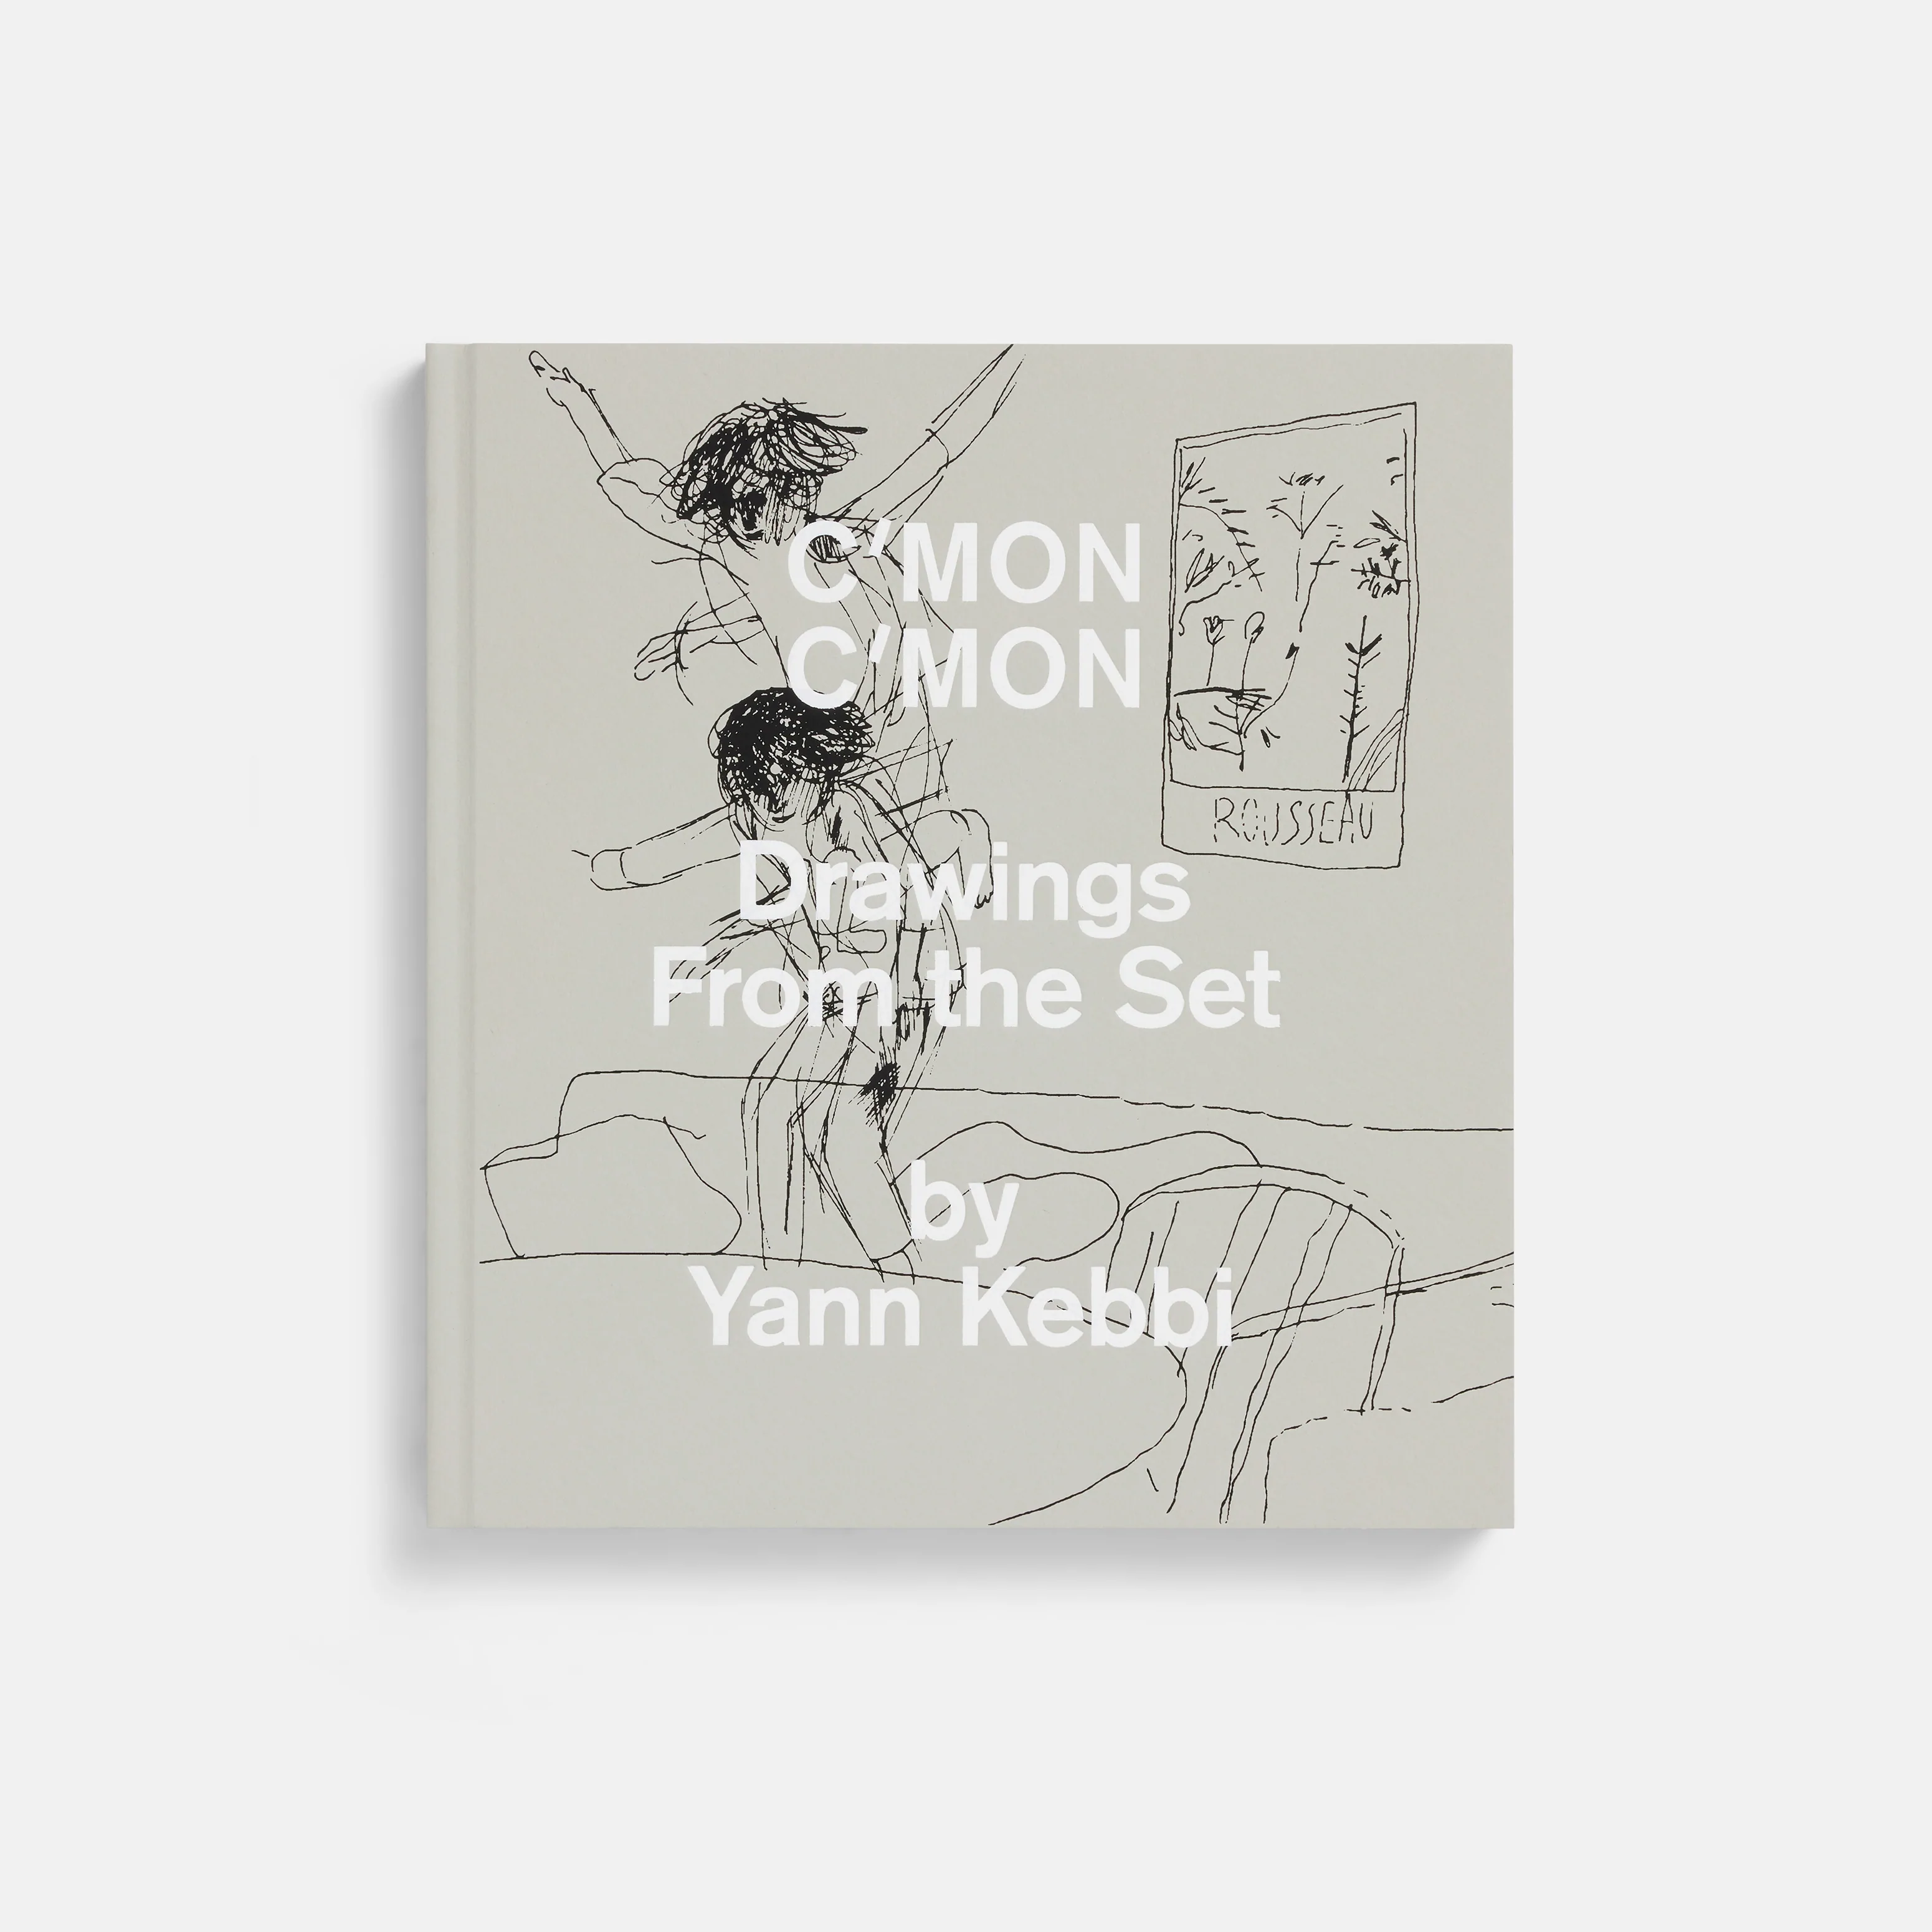 C'MON
C'MON
ROUSSEAU
Drawings
From the Set
by
Yann Kebbi